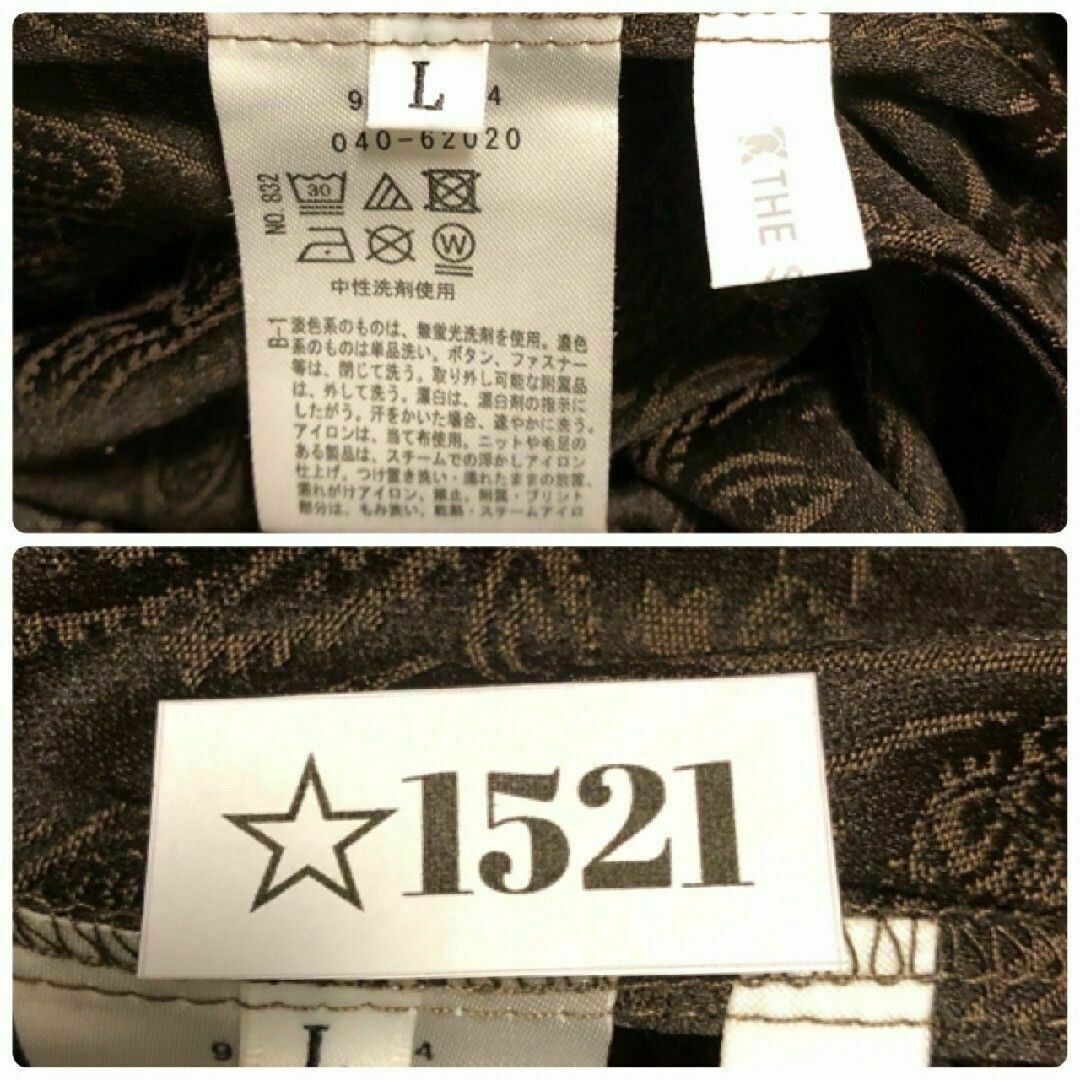 L
9 4
040-62020
NO. 832
30
W
中性洗剤使用
B-1
淡色系のものは、無蛍光洗剤を使用。濃色
系のものは単品洗い。ボタン、ファスナー
等は、閉じて洗う。取り外し可能な附属品
は、外して洗う。漂白は、漂白剤の指示に
したがう。汗をかいた場合、速やかに洗う。
アイロンは、当て布使用。ニットや毛足の
ある製品は、スチームでの浮かしアイロン
仕上げ。つけ置き洗い・濡れたままの放置、
濡れがけアイロン、禁止。附属・プリント
部分は、もみ洗い、乾熱・スチームアイロ
THE S
☆1521
L
9 4